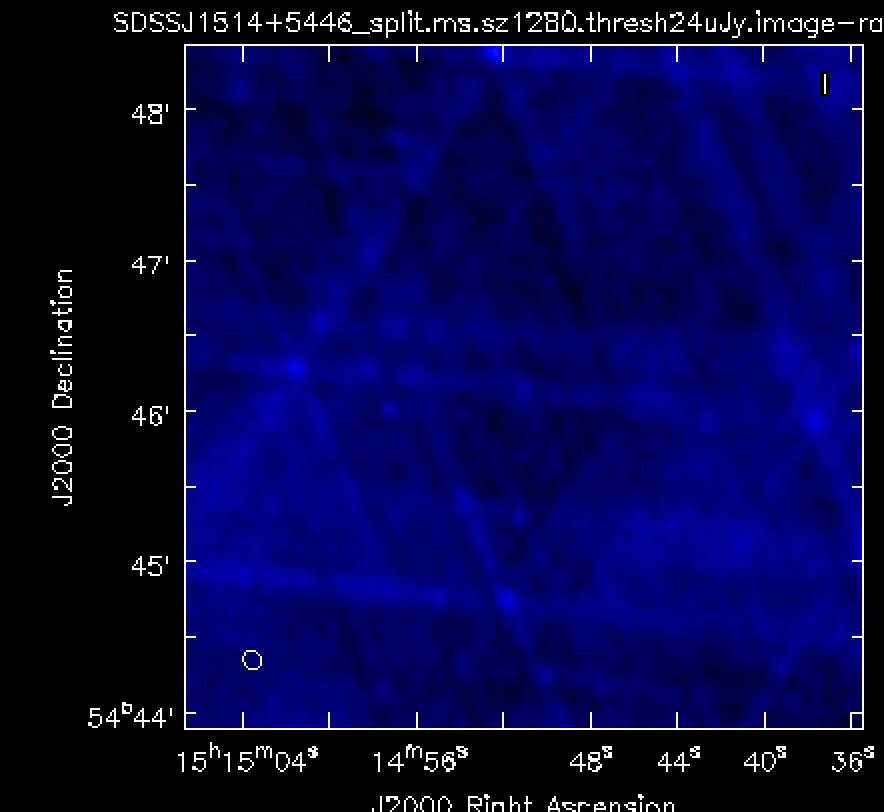 SDSSJ1514+5446_split.ms.sz1280.thresh24uJy.image-ra
I
48'
47'
46'
45'
54°44'
J2000 Declination
15ʰ15ᵐ04ˢ 14ᵐ56ˢ 48ˢ 44ˢ 40ˢ 36ˢ
J2000 Right Ascension